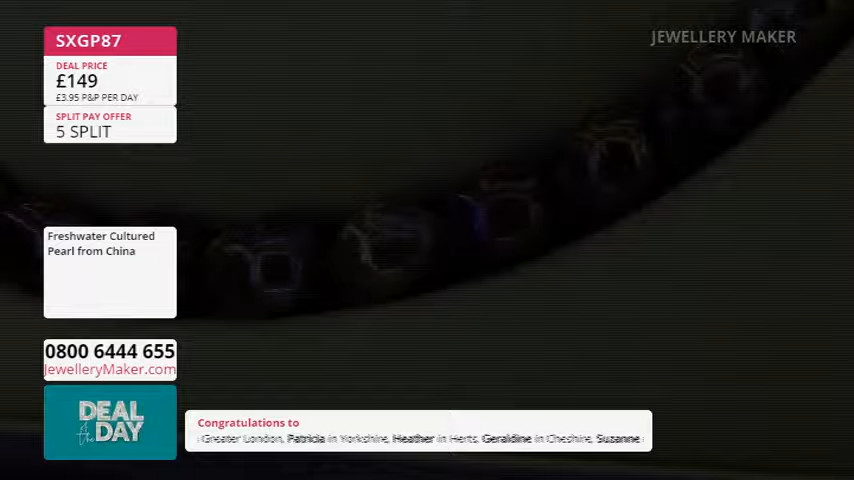 SXGP87
JEWELLERY MAKER
DEAL PRICE
£149
£3.95 P&P PER DAY
SPLIT PAY OFFER
5 SPLIT
Freshwater Cultured
Pearl from China
0800 6444 655
JewelleryMaker.com
DEAL
of the
DAY
Congratulations to
Greater London, Patricia in Yorkshire, Heather in Herts, Geraldine in Cheshire, Suzanne